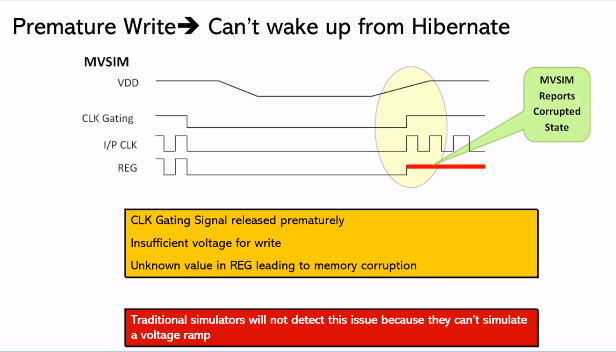 Premature Write➔ Can't wake up from Hibernate
MVSIM
VDD
CLK Gating
I/P CLK
REG
MVSIM
Reports
Corrupted
State
CLK Gating Signal released prematurely
Insufficient voltage for write
Unknown value in REG leading to memory corruption
Traditional simulators will not detect this issue because they can't simulate
a voltage ramp